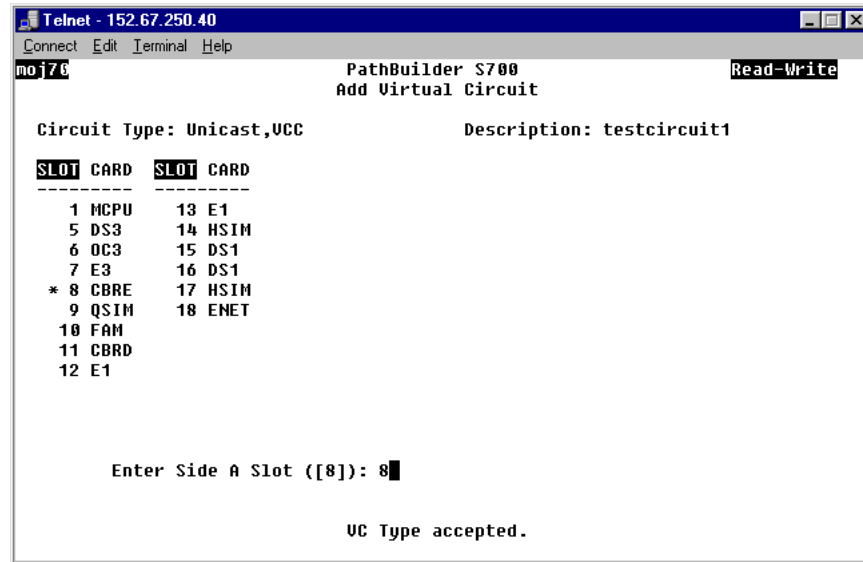 Telnet - 152.67.250.40
Connect Edit Terminal Help
moj70 PathBuilder S700 Read-Write
Add Virtual Circuit
Circuit Type: Unicast,VCC Description: testcircuit1
SLOT CARD SLOT CARD
--------- ---------
1 MCPU 13 E1
5 DS3 14 HSIM
6 OC3 15 DS1
7 E3 16 DS1
* 8 CBRE 17 HSIM
9 QSIM 18 ENET
10 FAM
11 CBRD
12 E1
Enter Side A Slot ([8]): 8
VC Type accepted.